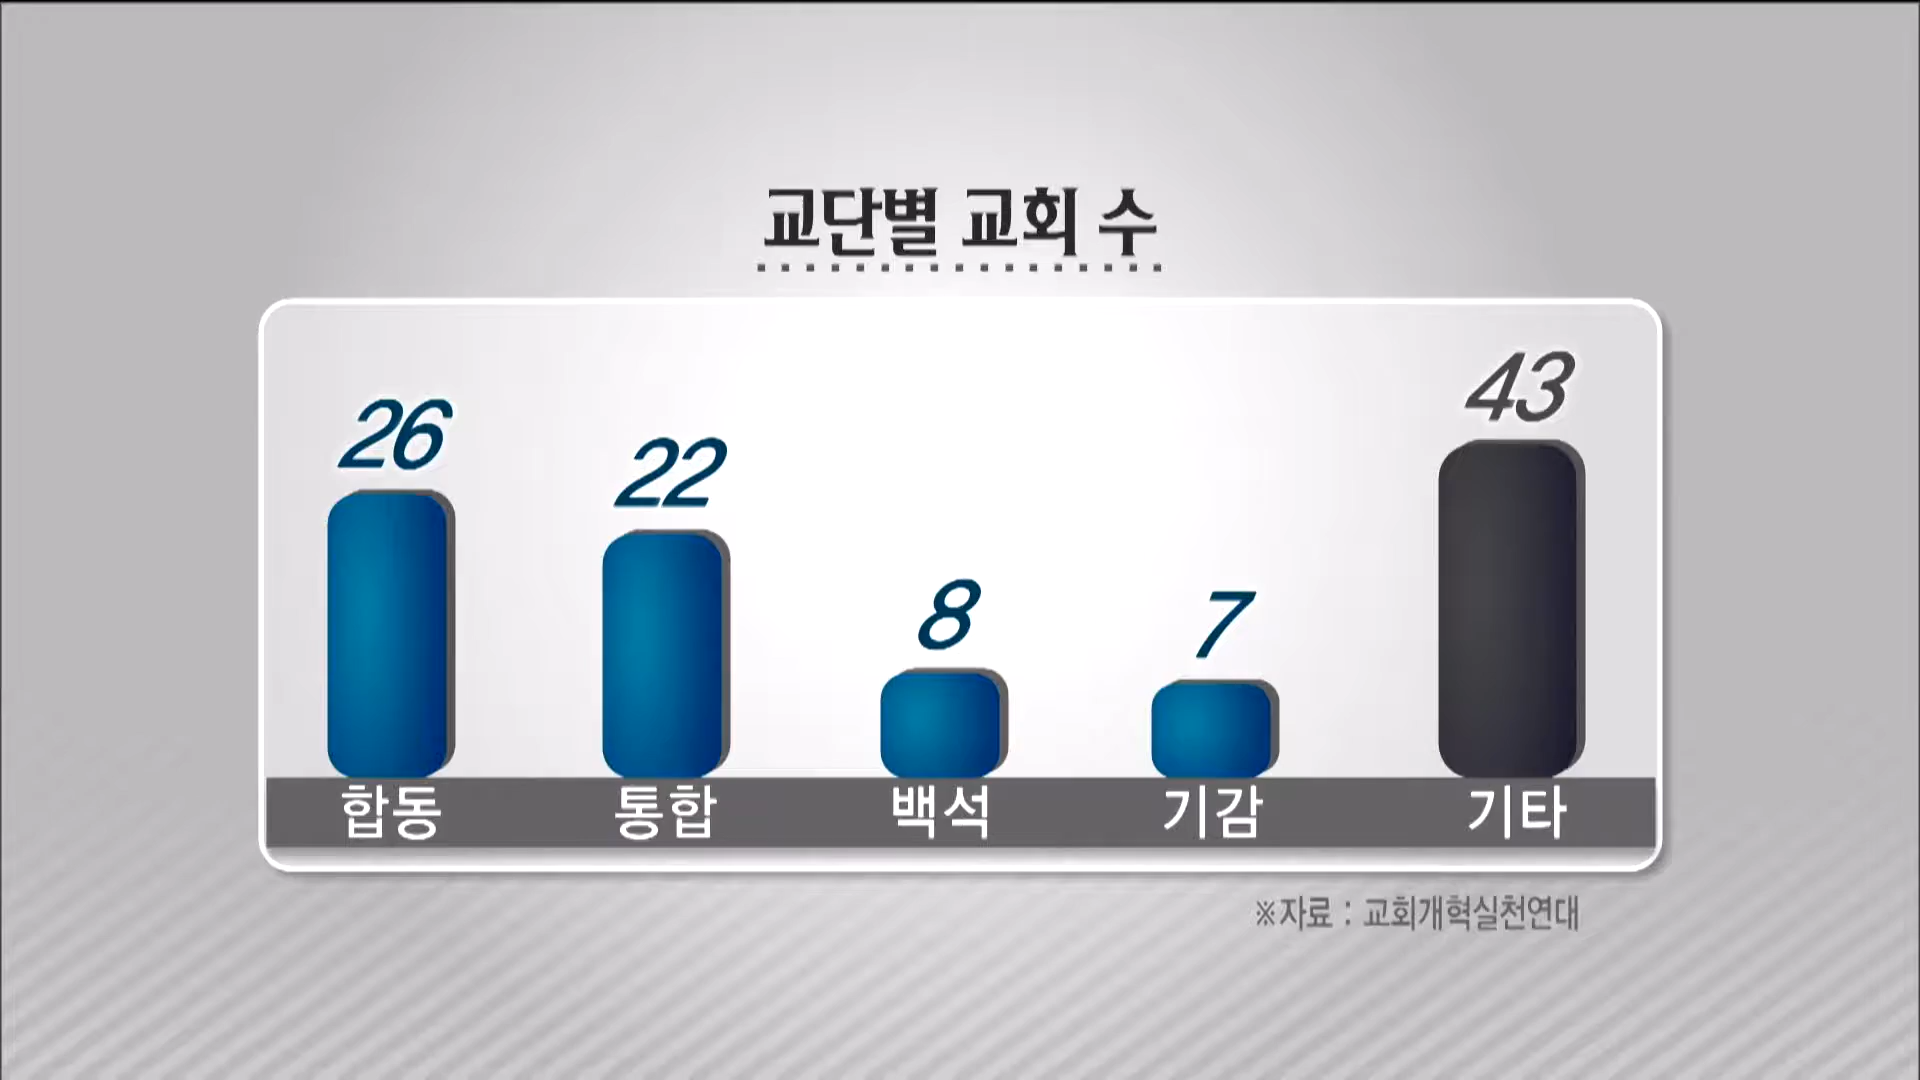 교단별 교회 수
26
22
8
7
43
합동 통합 백석 기감 기타
※자료 : 교회개혁실천연대